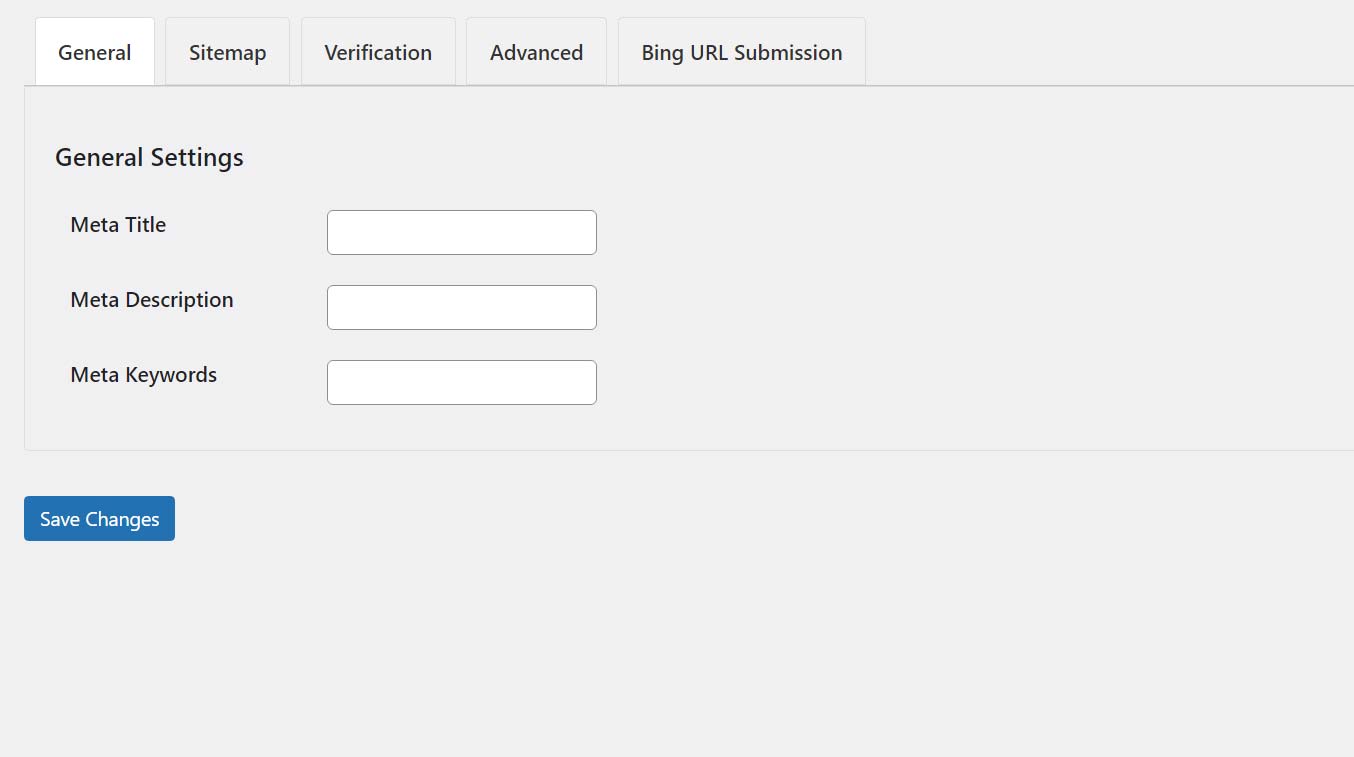 General Sitemap Verification Advanced Bing URL Submission
General Settings
Meta Title
Meta Description
Meta Keywords
Save Changes